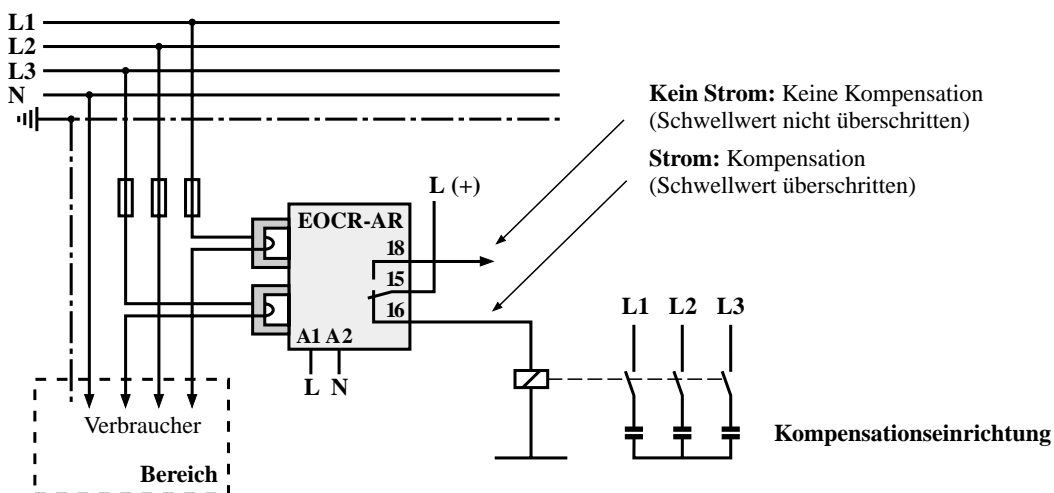 L1
L2
L3
N
Kein Strom: Keine Kompensation
(Schwellwert nicht überschritten)
Strom: Kompensation
(Schwellwert überschritten)
L (+)
EOCR-AR
18
15
16
A1 A2
L N
L1 L2 L3
Verbraucher
Bereich
Kompensationseinrichtung